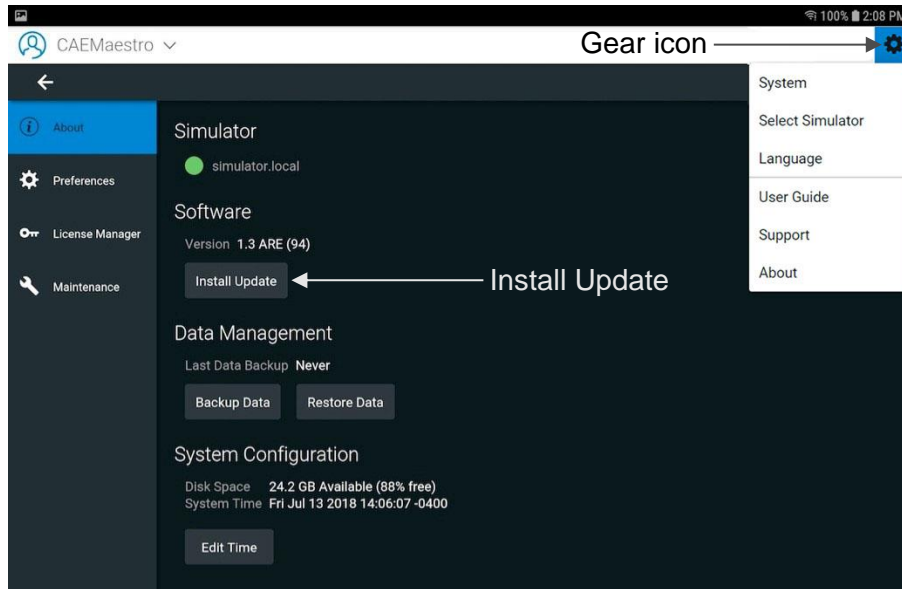 100% 2:08 PM
CAEMaestro
Gear icon
System
Select Simulator
Language
User Guide
Support
About
About
Preferences
License Manager
Maintenance
Simulator
simulator.local
Software
Version 1.3 ARE (94)
Install Update
Install Update
Data Management
Last Data Backup Never
Backup Data Restore Data
System Configuration
Disk Space 24.2 GB Available (88% free)
System Time Fri Jul 13 2018 14:06:07 -0400
Edit Time